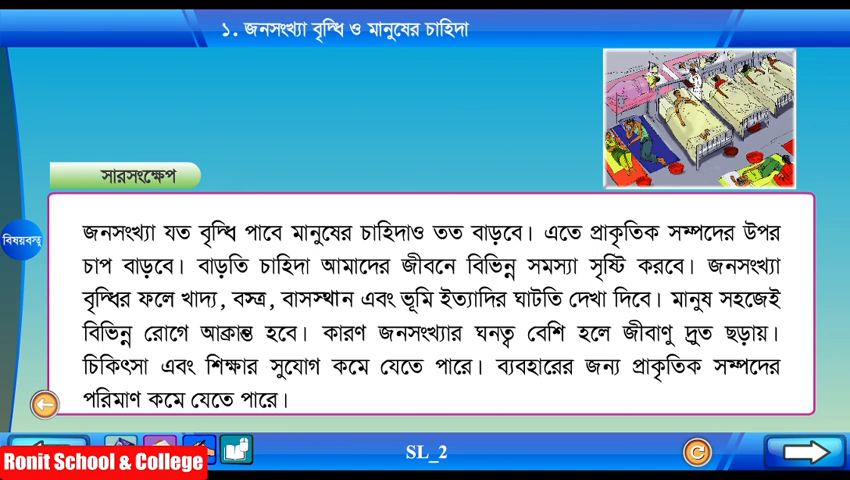 ১. জনসংখ্যা বৃদ্ধি ও মানুষের চাহিদা
সারসংক্ষেপ
বিষয়বস্তু
জনসংখ্যা যত বৃদ্ধি পাবে মানুষের চাহিদাও তত বাড়বে। এতে প্রাকৃতিক সম্পদের উপর
চাপ বাড়বে। বাড়তি চাহিদা আমাদের জীবনে বিভিন্ন সমস্যা সৃষ্টি করবে। জনসংখ্যা
বৃদ্ধির ফলে খাদ্য, বস্ত্র, বাসস্থান এবং ভূমি ইত্যাদির ঘাটতি দেখা দিবে। মানুষ সহজেই
বিভিন্ন রোগে আক্রান্ত হবে। কারণ জনসংখ্যার ঘনত্ব বেশি হলে জীবাণু দ্রুত ছড়ায়।
চিকিৎসা এবং শিক্ষার সুযোগ কমে যেতে পারে। ব্যবহারের জন্য প্রাকৃতিক সম্পদের
পরিমাণ কমে যেতে পারে।
SL_2
Ronit School & College